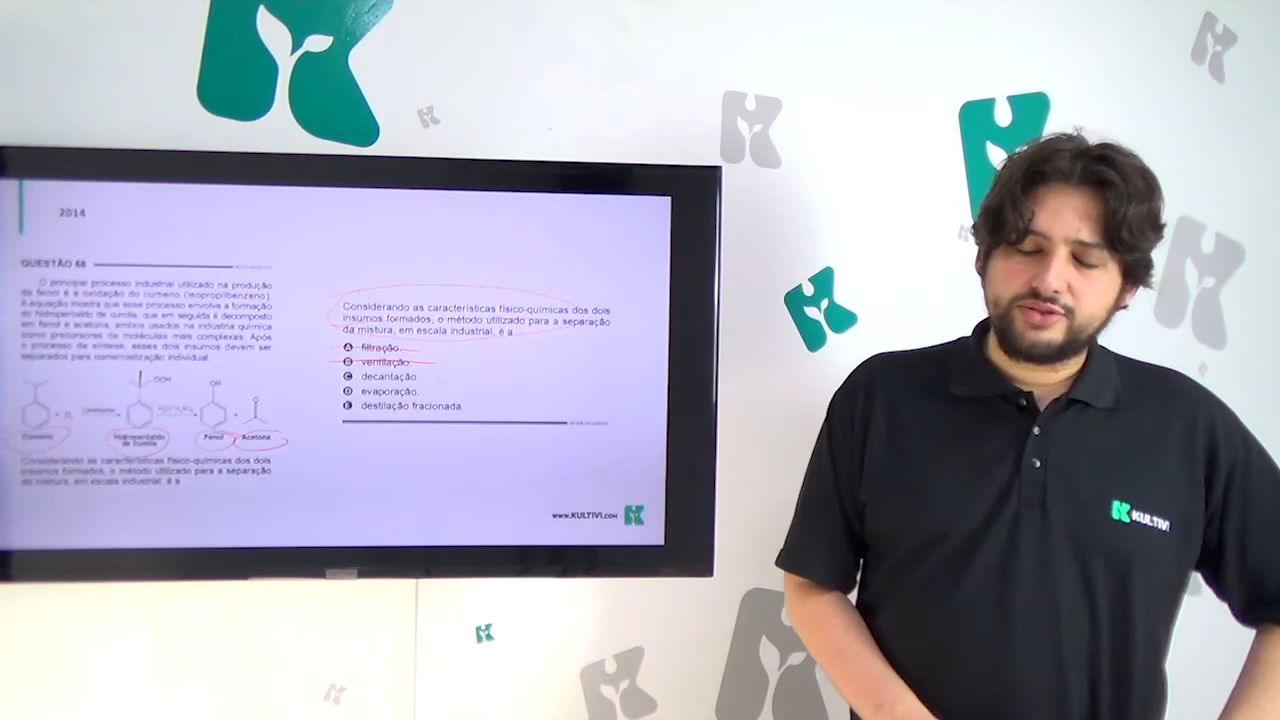 2014
QUESTÃO 68
O principal processo industrial utilizado na produção
de fenol é a oxidação do cumeno (isopropilbenzeno).
A equação mostra que esse processo envolve a formação
do hidroperóxido de cumila, que em seguida é decomposto
em fenol e acetona, ambos usados na indústria química
como precursores de moléculas mais complexas. Após
o processo de síntese, esses dois insumos devem ser
separados para comercialização individual.
OOH
OH
O
+ O₂
+
Cumeno
Hidroperóxido
de cumila
Fenol
Acetona
Considerando as características físico-químicas dos dois
insumos formados, o método utilizado para a separação
da mistura, em escala industrial, é a
Considerando as características físico-químicas dos dois
insumos formados, o método utilizado para a separação
da mistura, em escala industrial, é a
A filtração.
B ventilação.
C decantação.
D evaporação.
E destilação fracionada.
www.KULTIVI.com
KULTIVI